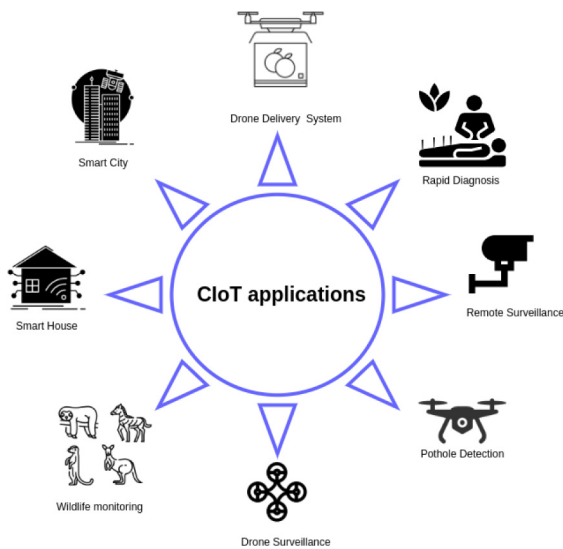 Drone Delivery System
Smart City
Rapid Diagnosis
CIoT applications
Smart House
Remote Surveillance
Pothole Detection
Wildlife monitoring
Drone Surveillance